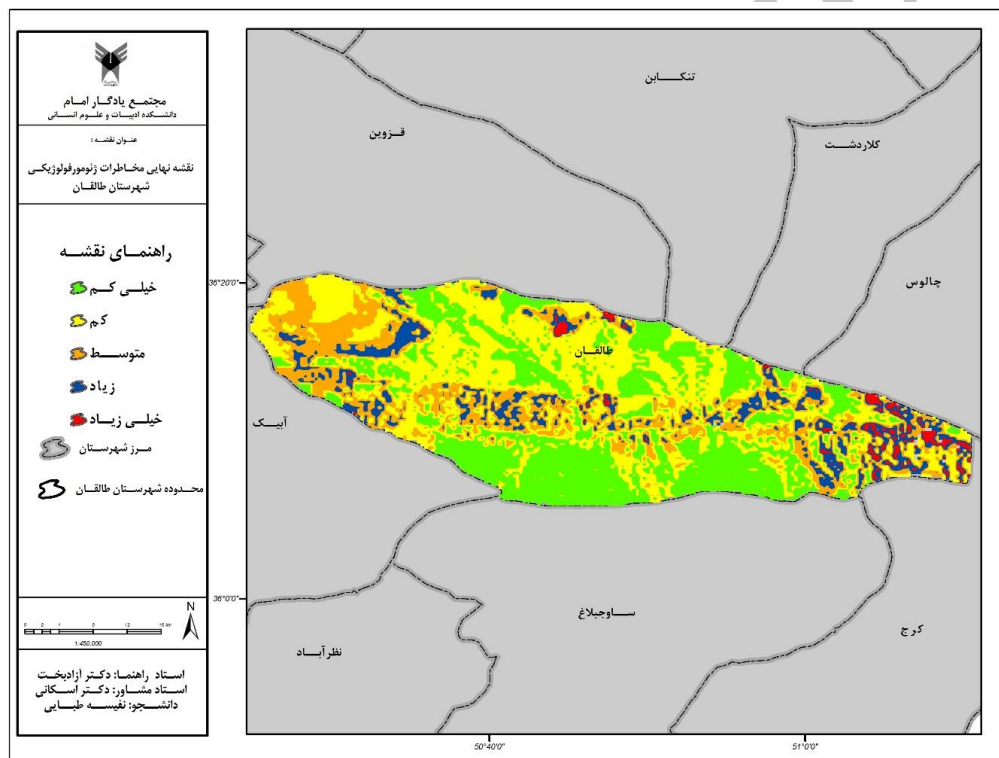 مجتمع یادگار امام
دانشکده ادبیات و علوم انسانی
عنوان نقشه :
نقشه نهایی مخاطرات ژئومورفولوژیکی
شهرستان طالقان
راهنمای نقشه
خیلی کم
کم
متوسط
زیاد
خیلی زیاد
مرز شهرستان
محدوده شهرستان طالقان
N
1:450,000
استاد راهنما: دکتر آزادبخت
استاد مشاور: دکتر اسکانی
دانشجو: نفیسه طبایی
تنکابن
قزوین
کلاردشت
چالوس
طالقان
آبیک
ساوجبلاغ
کرج
نظرآباد
36°20'0"
36°0'0"
50°40'0"
51°0'0"